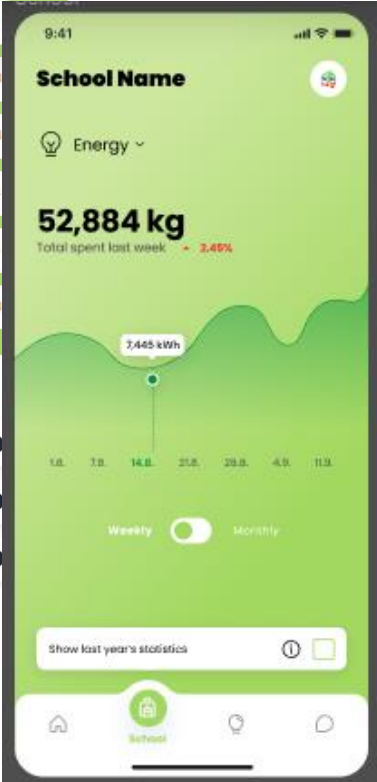 School
9:41
School Name
Energy
52,884 kg
Total spent last week 2,45%
7,445 kWh
1.8. 7.8. 14.8. 21.8. 28.8. 4.9. 11.9.
Weekly Monthly
Show last year's statistics
School